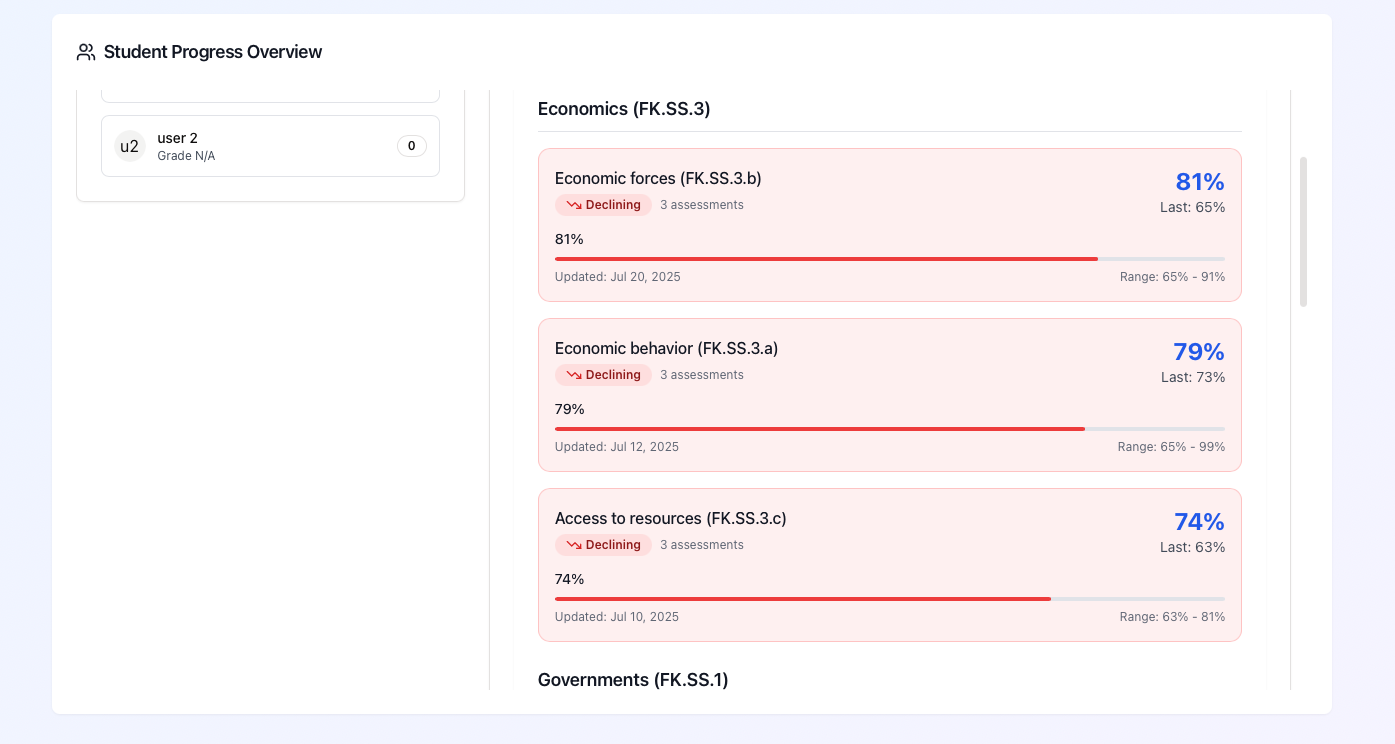 Student Progress Overview
u2
user 2
Grade N/A
0
Economics (FK.SS.3)
Economic forces (FK.SS.3.b)
81%
Declining
3 assessments
Last: 65%
81%
Updated: Jul 20, 2025
Range: 65% - 91%
Economic behavior (FK.SS.3.a)
79%
Declining
3 assessments
Last: 73%
79%
Updated: Jul 12, 2025
Range: 65% - 99%
Access to resources (FK.SS.3.c)
74%
Declining
3 assessments
Last: 63%
74%
Updated: Jul 10, 2025
Range: 63% - 81%
Governments (FK.SS.1)